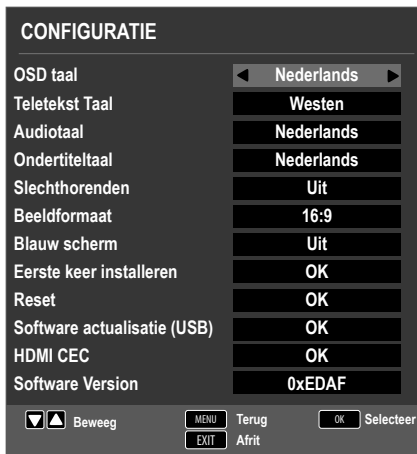 CONFIGURATIE
OSD taal Nederlands
Teletekst Taal Westen
Audiotaal Nederlands
Ondertiteltaal Nederlands
Slechthorenden Uit
Beeldformaat 16:9
Blauw scherm Uit
Eerste keer installeren OK
Reset OK
Software actualisatie (USB) OK
HDMI CEC OK
Software Version 0xEDAF
Beweeg MENU Terug OK Selecteer
EXIT Afrit